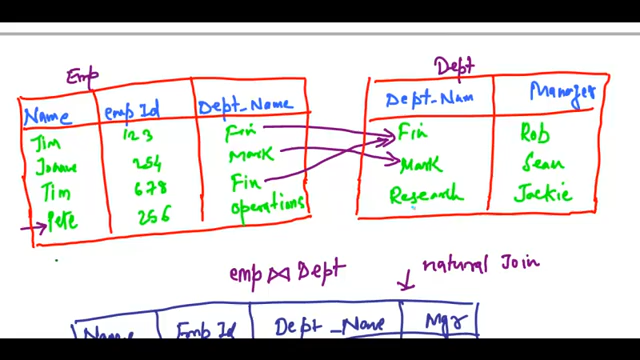 Emp
Name emp Id Dept_Name
Jim 123 Fin
Joanne 254 Mark
Tim 678 Fin
Pete 256 operations
Dept
Dept_Nam Manager
Fin Rob
Mark Sean
Research Jackie
emp ⋈ Dept
natural Join
Name Emp Id Dept_Name Mgr